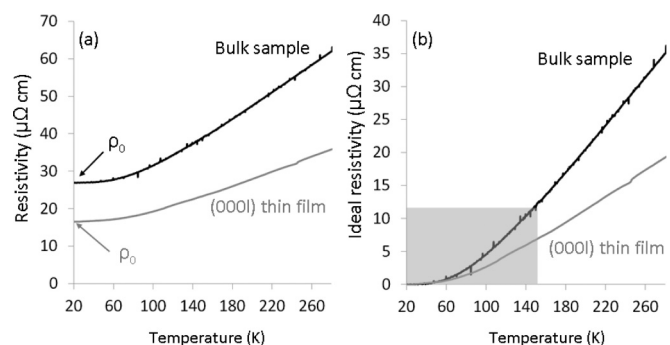 (a)
Bulk sample
ρ0
(000l) thin film
ρ0
Resistivity (μΩ cm)
70
60
50
40
30
20
10
0
20 60 100 140 180 220 260
Temperature (K)
(b)
Bulk sample
(000l) thin film
Ideal resistivity (μΩ cm)
40
35
30
25
20
15
10
5
0
20 60 100 140 180 220 260
Temperature (K)